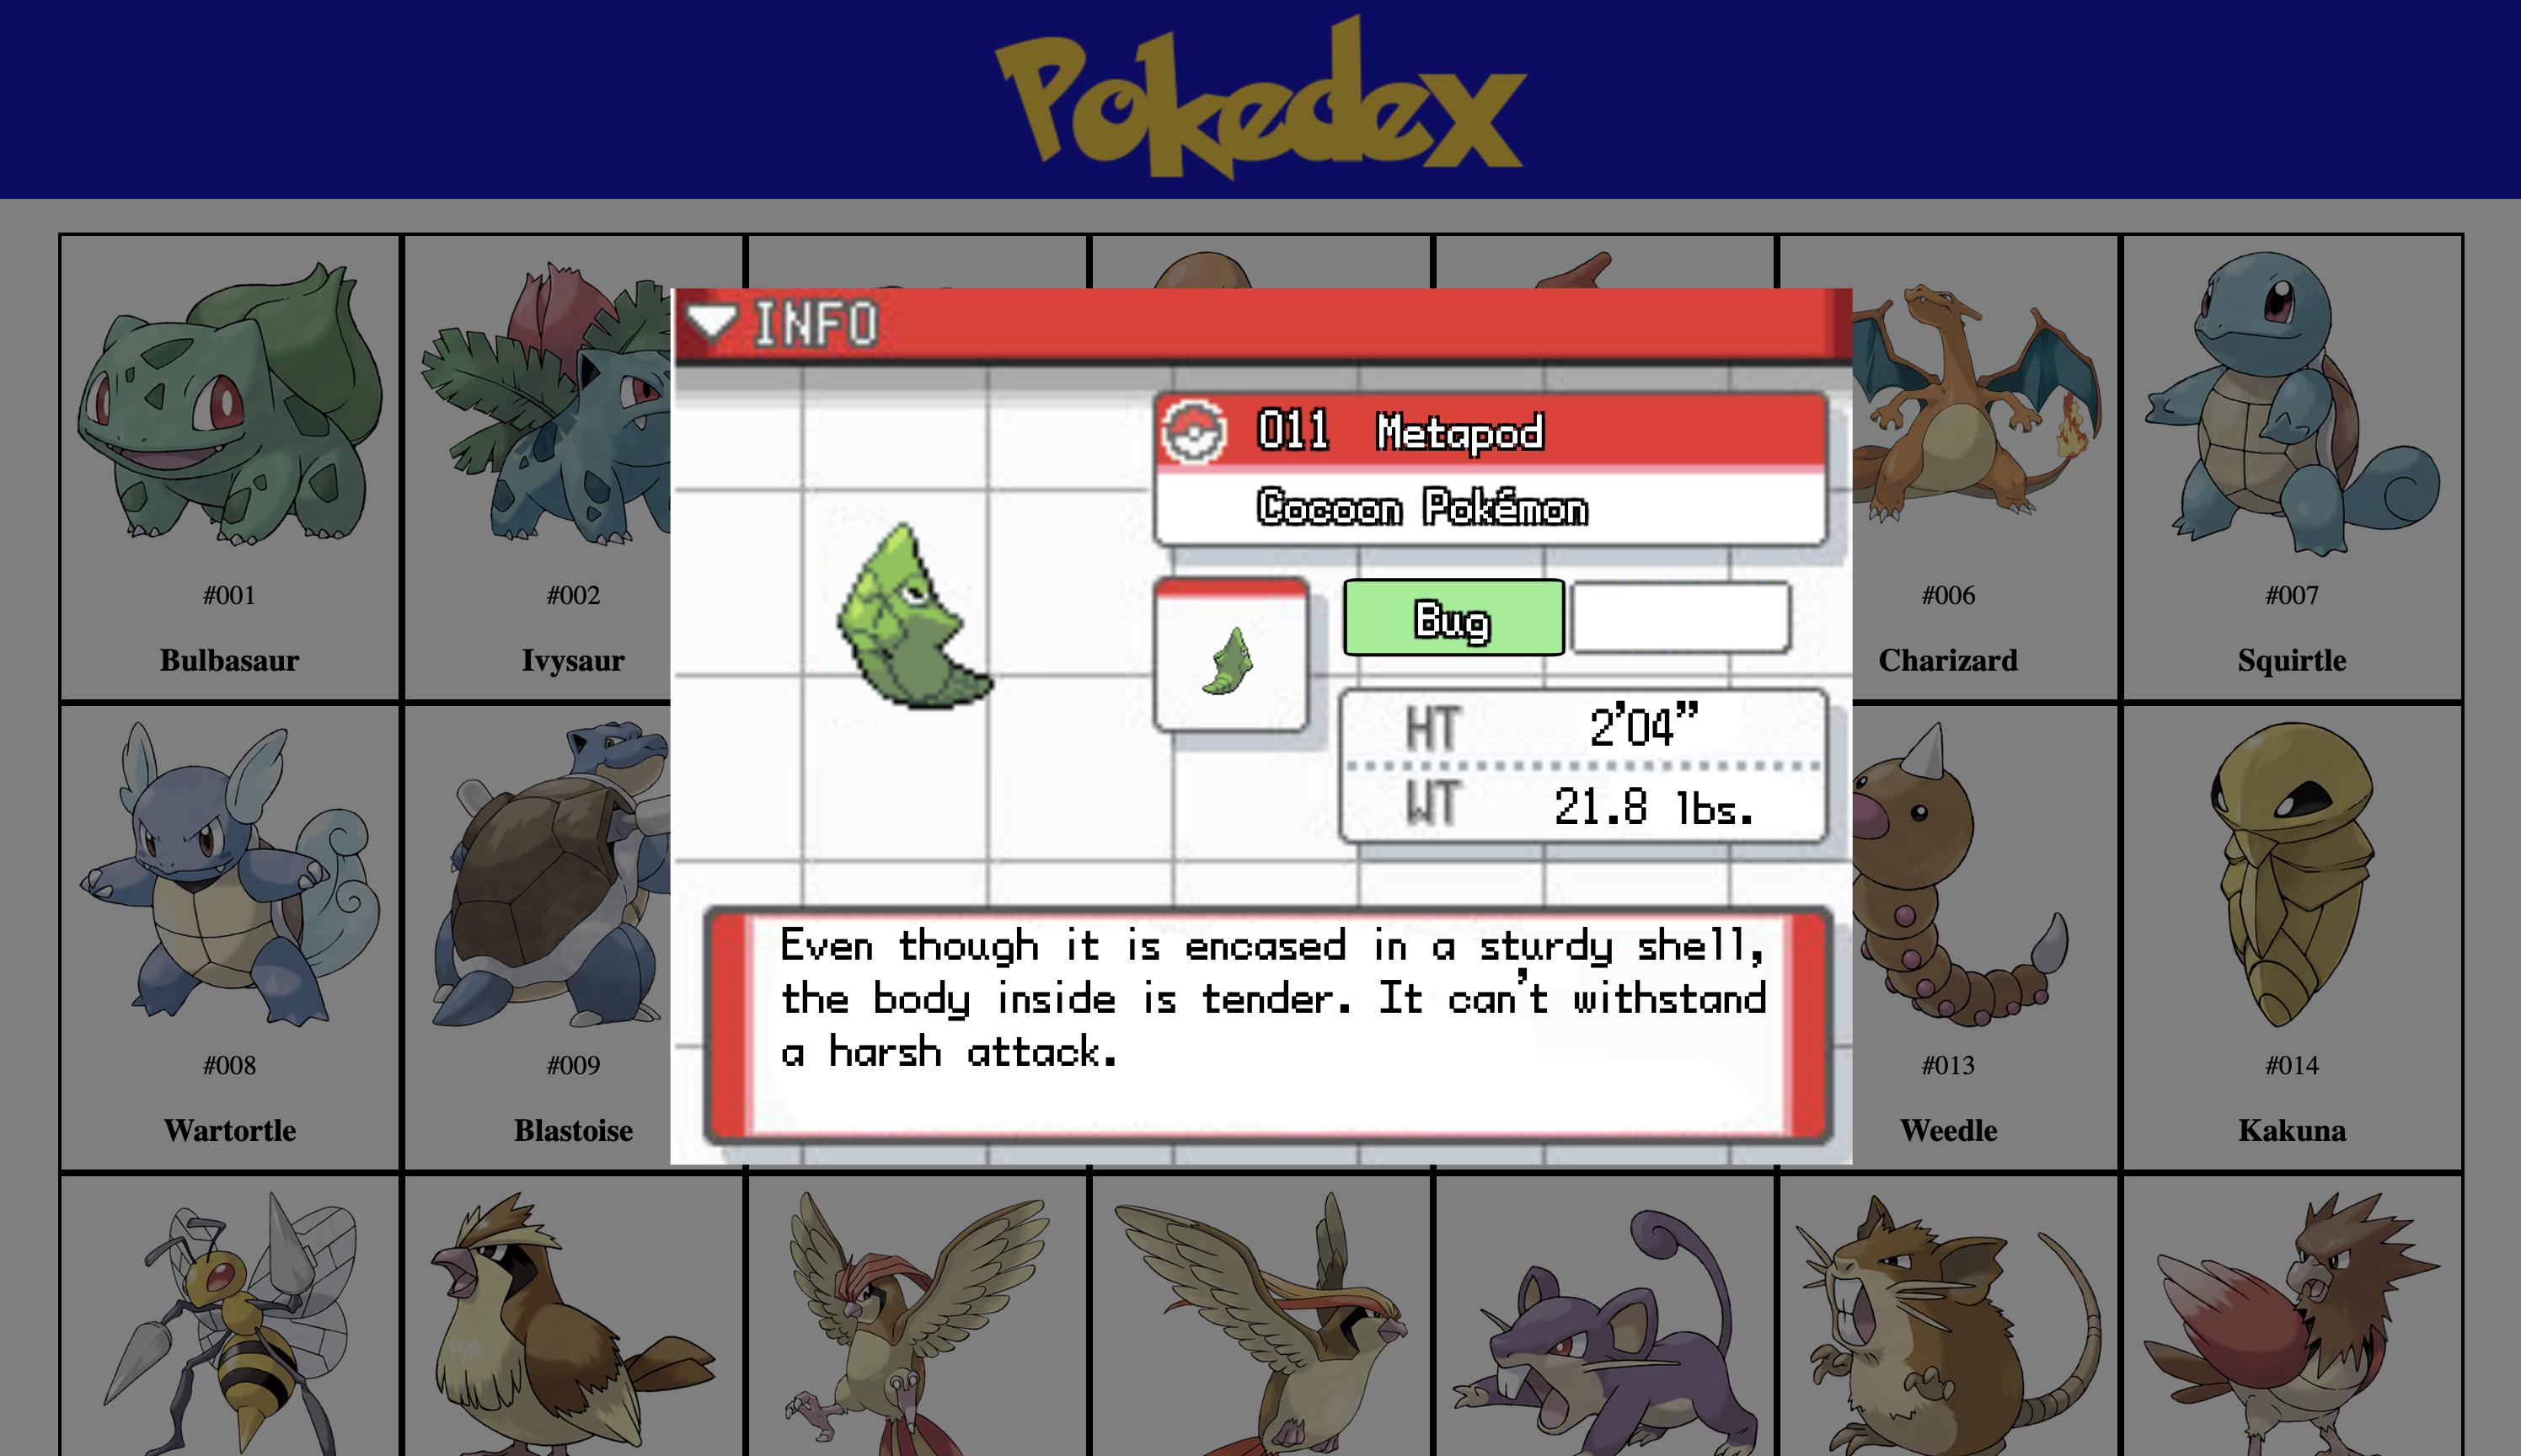 Pokedex
INFO
011 Metapod
Cocoon Pokémon
Bug
HT 2'04"
WT 21.8 lbs.
Even though it is encased in a sturdy shell,
the body inside is tender. It can't withstand
a harsh attack.
#001
Bulbasaur
#002
Ivysaur
#006
Charizard
#007
Squirtle
#008
Wartortle
#009
Blastoise
#013
Weedle
#014
Kakuna